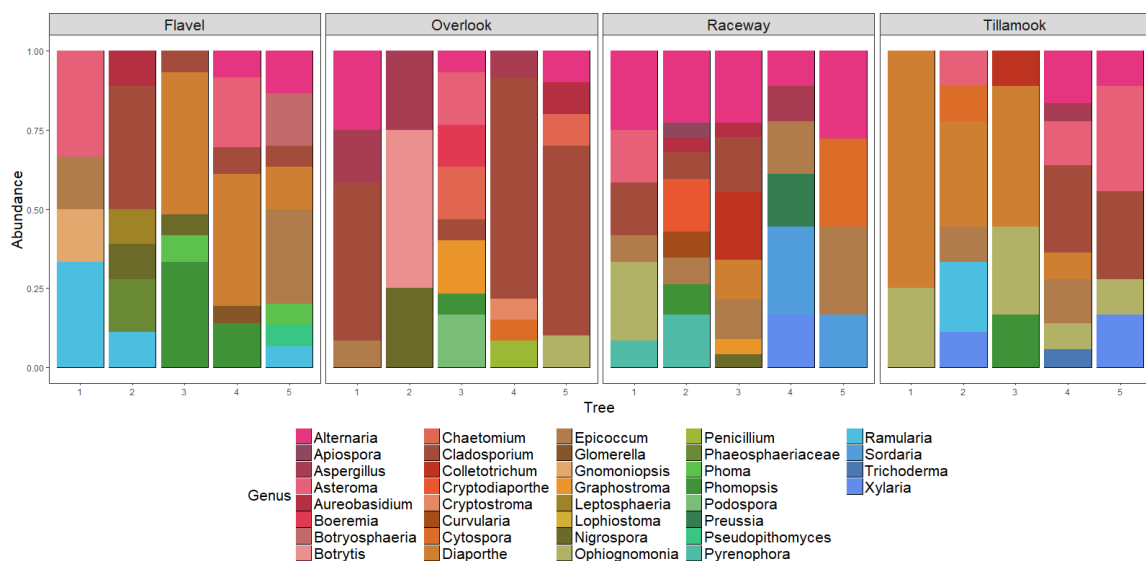 Flavel Overlook Raceway Tillamook
Abundance
1.00
0.75
0.50
0.25
0.00
1 2 3 4 5 1 2 3 4 5 1 2 3 4 5 1 2 3 4 5
Tree
Genus
Alternaria Chaetomium Epicoccum Penicillium Ramularia
Apiospora Cladosporium Glomerella Phaeosphaeriaceae Sordaria
Aspergillus Colletotrichum Gnomoniopsis Phoma Trichoderma
Asteroma Cryptodiaporthe Graphostroma Phomopsis Xylaria
Aureobasidium Cryptostroma Leptosphaeria Podospora
Boeremia Curvularia Lophiostoma Preussia
Botryosphaeria Cytospora Nigrospora Pseudopithomyces
Botrytis Diaporthe Ophiognomonia Pyrenophora